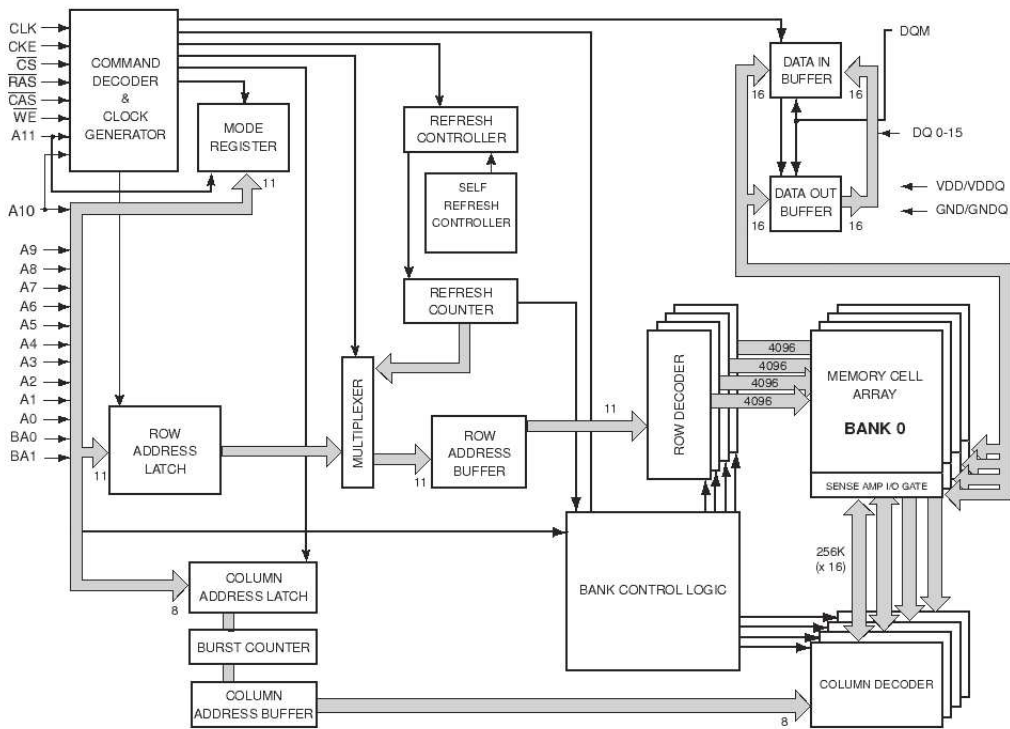 CLK
CKE
CS
RAS
CAS
WE
A11
A10
A9
A8
A7
A6
A5
A4
A3
A2
A1
A0
BA0
BA1
COMMAND
DECODER
&
CLOCK
GENERATOR
MODE
REGISTER
11
REFRESH
CONTROLLER
SELF
REFRESH
CONTROLLER
REFRESH
COUNTER
DATA IN
BUFFER
16
16
DQM
DQ 0-15
DATA OUT
BUFFER
16
16
VDD/VDDQ
GND/GNDQ
11
ROW
ADDRESS
LATCH
MULTIPLEXER
11
ROW
ADDRESS
BUFFER
11
ROW DECODER
4096
4096
4096
4096
MEMORY CELL
ARRAY
BANK 0
SENSE AMP I/O GATE
256K
(x 16)
BANK CONTROL LOGIC
8
COLUMN
ADDRESS LATCH
BURST COUNTER
COLUMN
ADDRESS BUFFER
8
COLUMN DECODER